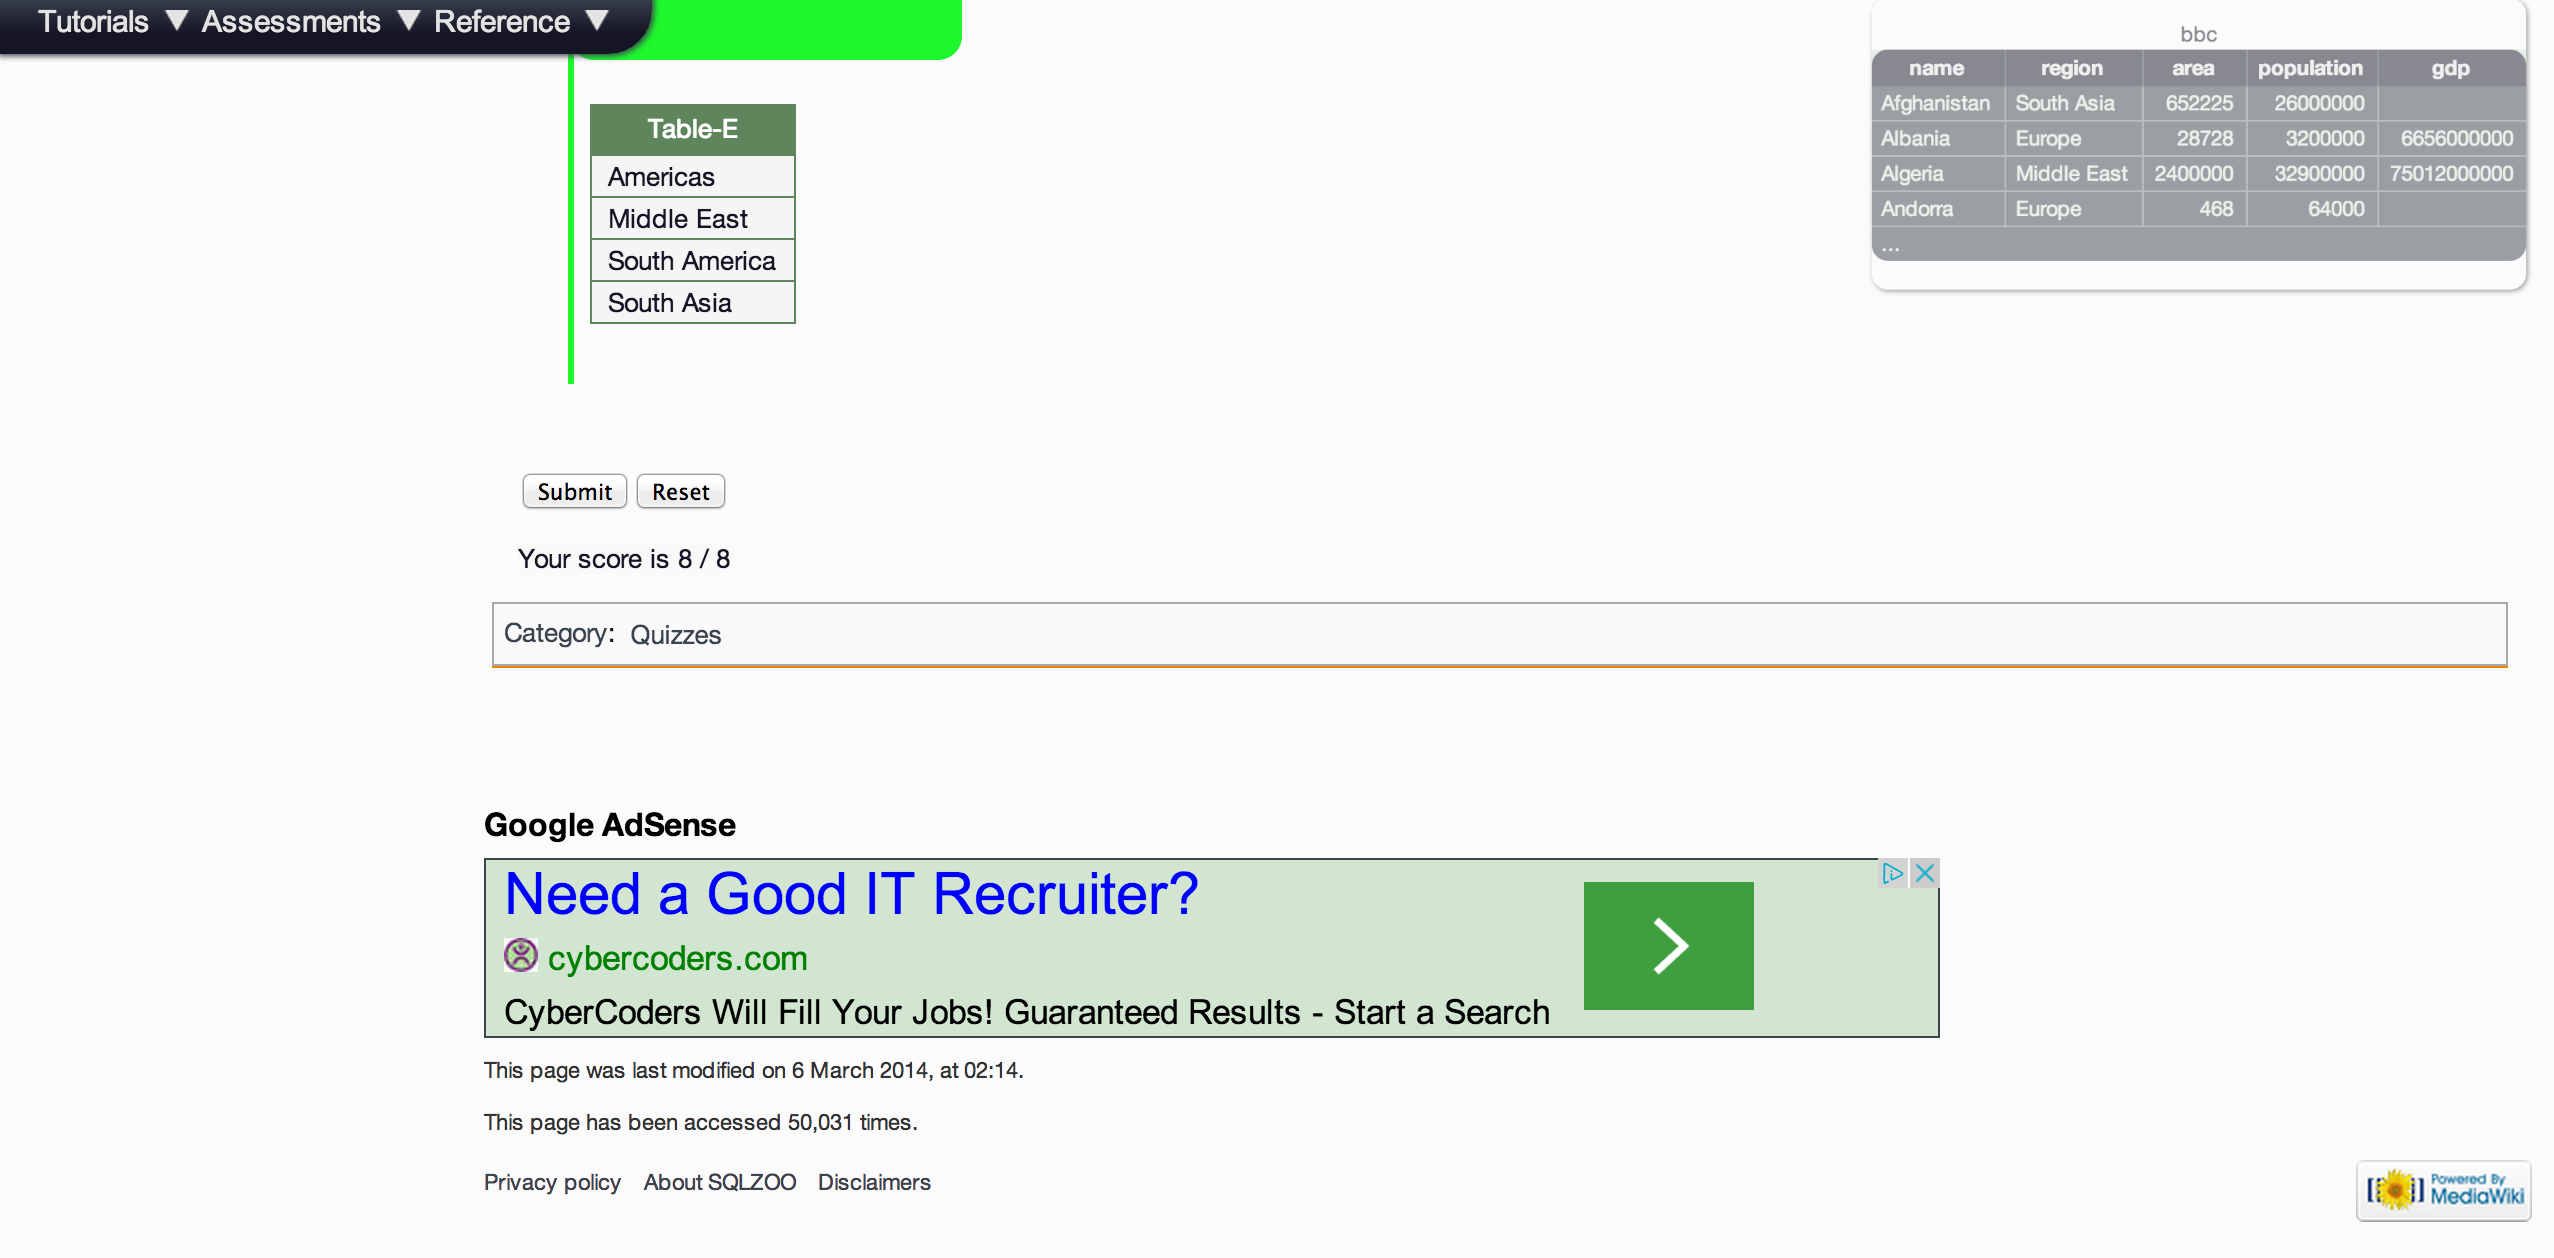 Tutorials ▼ Assessments ▼ Reference ▼
Table-E
Americas
Middle East
South America
South Asia
bbc
name region area population gdp
Afghanistan South Asia 652225 26000000
Albania Europe 28728 3200000 6656000000
Algeria Middle East 2400000 32900000 75012000000
Andorra Europe 468 64000
...
Submit Reset
Your score is 8 / 8
Category: Quizzes
Google AdSense
Need a Good IT Recruiter?
cybercoders.com
CyberCoders Will Fill Your Jobs! Guaranteed Results - Start a Search
This page was last modified on 6 March 2014, at 02:14.
This page has been accessed 50,031 times.
Privacy policy About SQLZOO Disclaimers
Powered By
MediaWiki